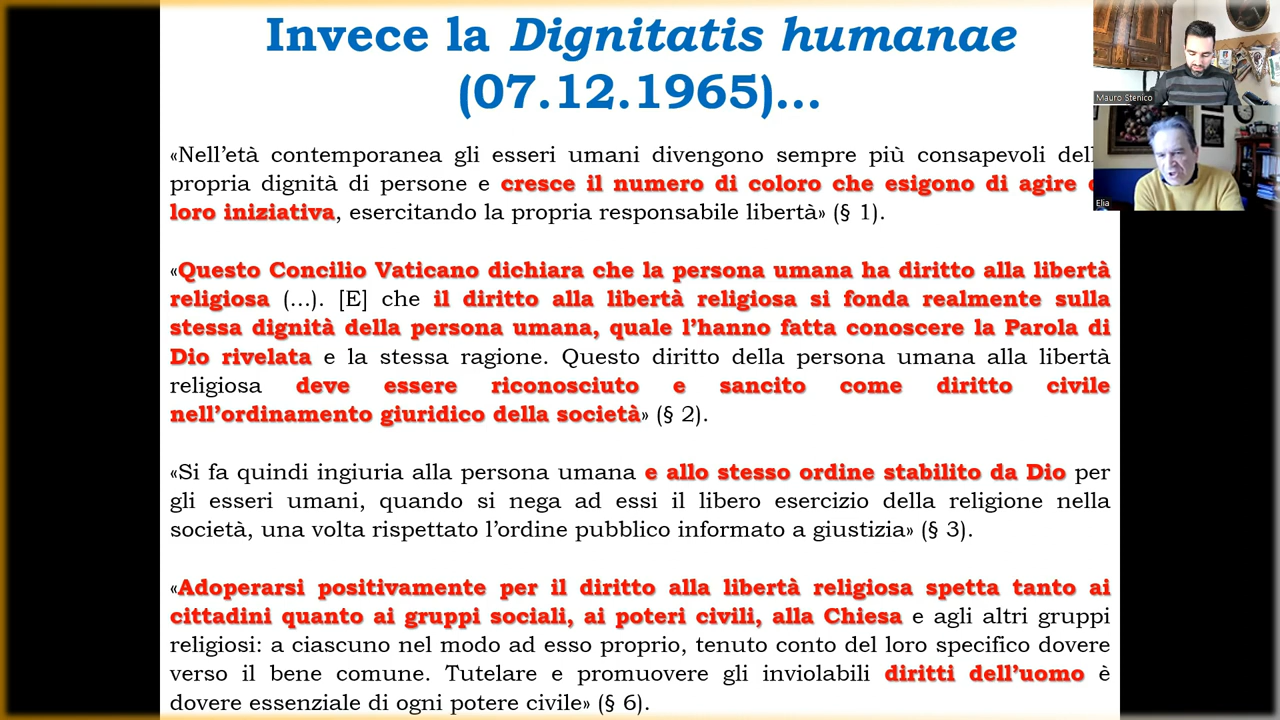 Invece la Dignitatis humanae
(07.12.1965)…
«Nell’età contemporanea gli esseri umani divengono sempre più consapevoli
propria dignità di persone e cresce il numero di coloro che esigono di agire
loro iniziativa, esercitando la propria responsabile libertà» (§ 1).
«Questo Concilio Vaticano dichiara che la persona umana ha diritto alla libertà
religiosa (…). [E] che il diritto alla libertà religiosa si fonda realmente sulla
stessa dignità della persona umana, quale l’hanno fatta conoscere la Parola di
Dio rivelata e la stessa ragione. Questo diritto della persona umana alla libertà
religiosa deve essere riconosciuto e sancito come diritto civile
nell’ordinamento giuridico della società» (§ 2).
«Si fa quindi ingiuria alla persona umana e allo stesso ordine stabilito da Dio per
gli esseri umani, quando si nega ad essi il libero esercizio della religione nella
società, una volta rispettato l’ordine pubblico informato a giustizia» (§ 3).
«Adoperarsi positivamente per il diritto alla libertà religiosa spetta tanto ai
cittadini quanto ai gruppi sociali, ai poteri civili, alla Chiesa e agli altri gruppi
religiosi: a ciascuno nel modo ad esso proprio, tenuto conto del loro specifico dovere
verso il bene comune. Tutelare e promuovere gli inviolabili diritti dell’uomo è
dovere essenziale di ogni potere civile» (§ 6).
Mauro Stenico
Elia